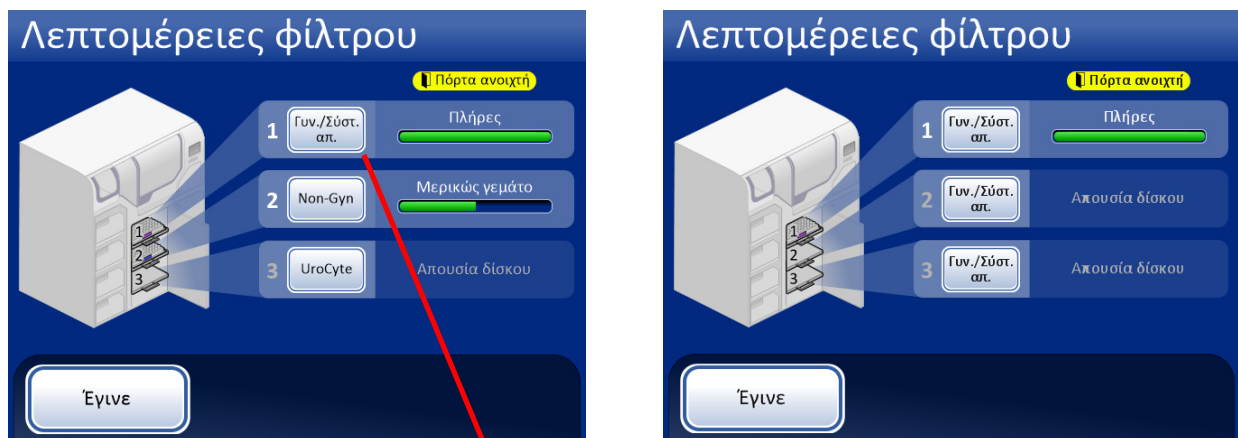 Λεπτομέρειες φίλτρου
Πόρτα ανοιχτή
1
Γυν./Σύστ.
απ.
Πλήρες
2
Non-Gyn
Μερικώς γεμάτο
3
UroCyte
Απουσία δίσκου
1
2
3
Έγινε
Λεπτομέρειες φίλτρου
Πόρτα ανοιχτή
1
Γυν./Σύστ.
απ.
Πλήρες
2
Γυν./Σύστ.
απ.
Απουσία δίσκου
3
Γυν./Σύστ.
απ.
Απουσία δίσκου
1
2
3
Έγινε